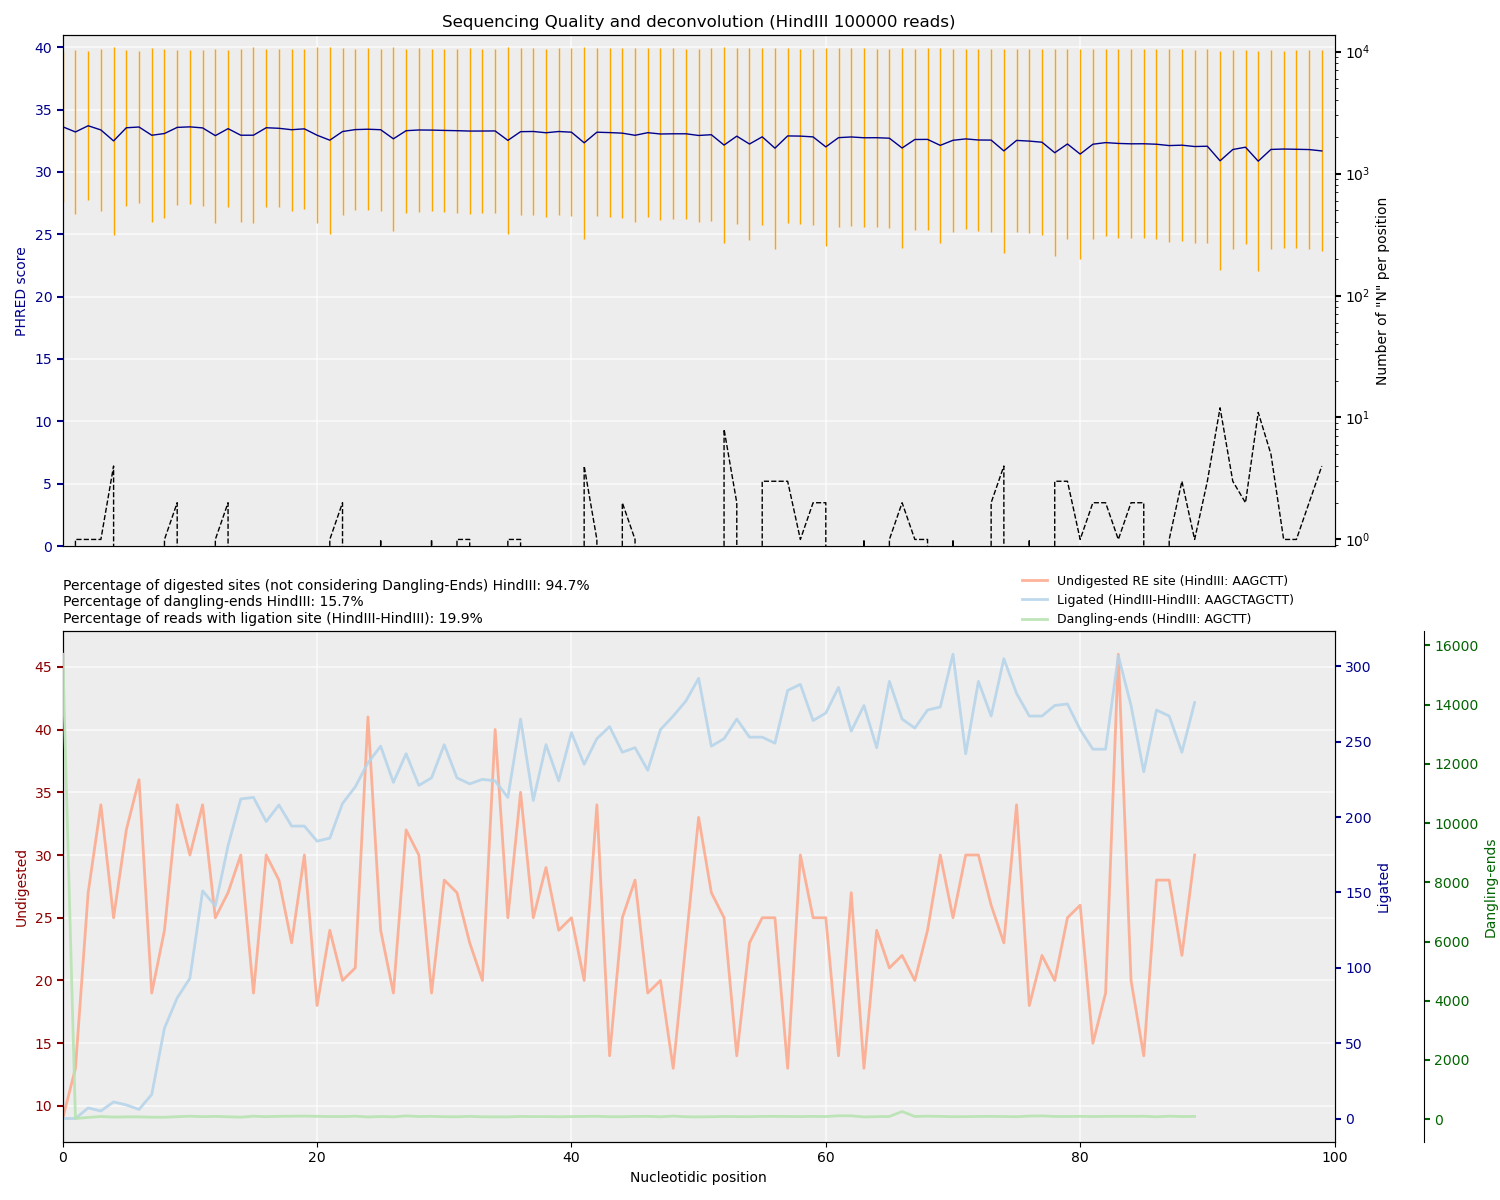 Sequencing Quality and deconvolution (HindIII 100000 reads)
40
35
30
25
20
15
10
5
0
PHRED score
10^4
10^3
10^2
10^1
10^0
Number of "N" per position
Percentage of digested sites (not considering Dangling-Ends) HindIII: 94.7%
Percentage of dangling-ends HindIII: 15.7%
Percentage of reads with ligation site (HindIII-HindIII): 19.9%
Undigested RE site (HindIII: AAGCTT)
Ligated (HindIII-HindIII: AAGCTAGCTT)
Dangling-ends (HindIII: AGCTT)
45
40
35
30
25
20
15
10
Undigested
300
250
200
150
100
50
0
Ligated
16000
14000
12000
10000
8000
6000
4000
2000
0
Dangling-ends
0 20 40 60 80 100
Nucleotidic position